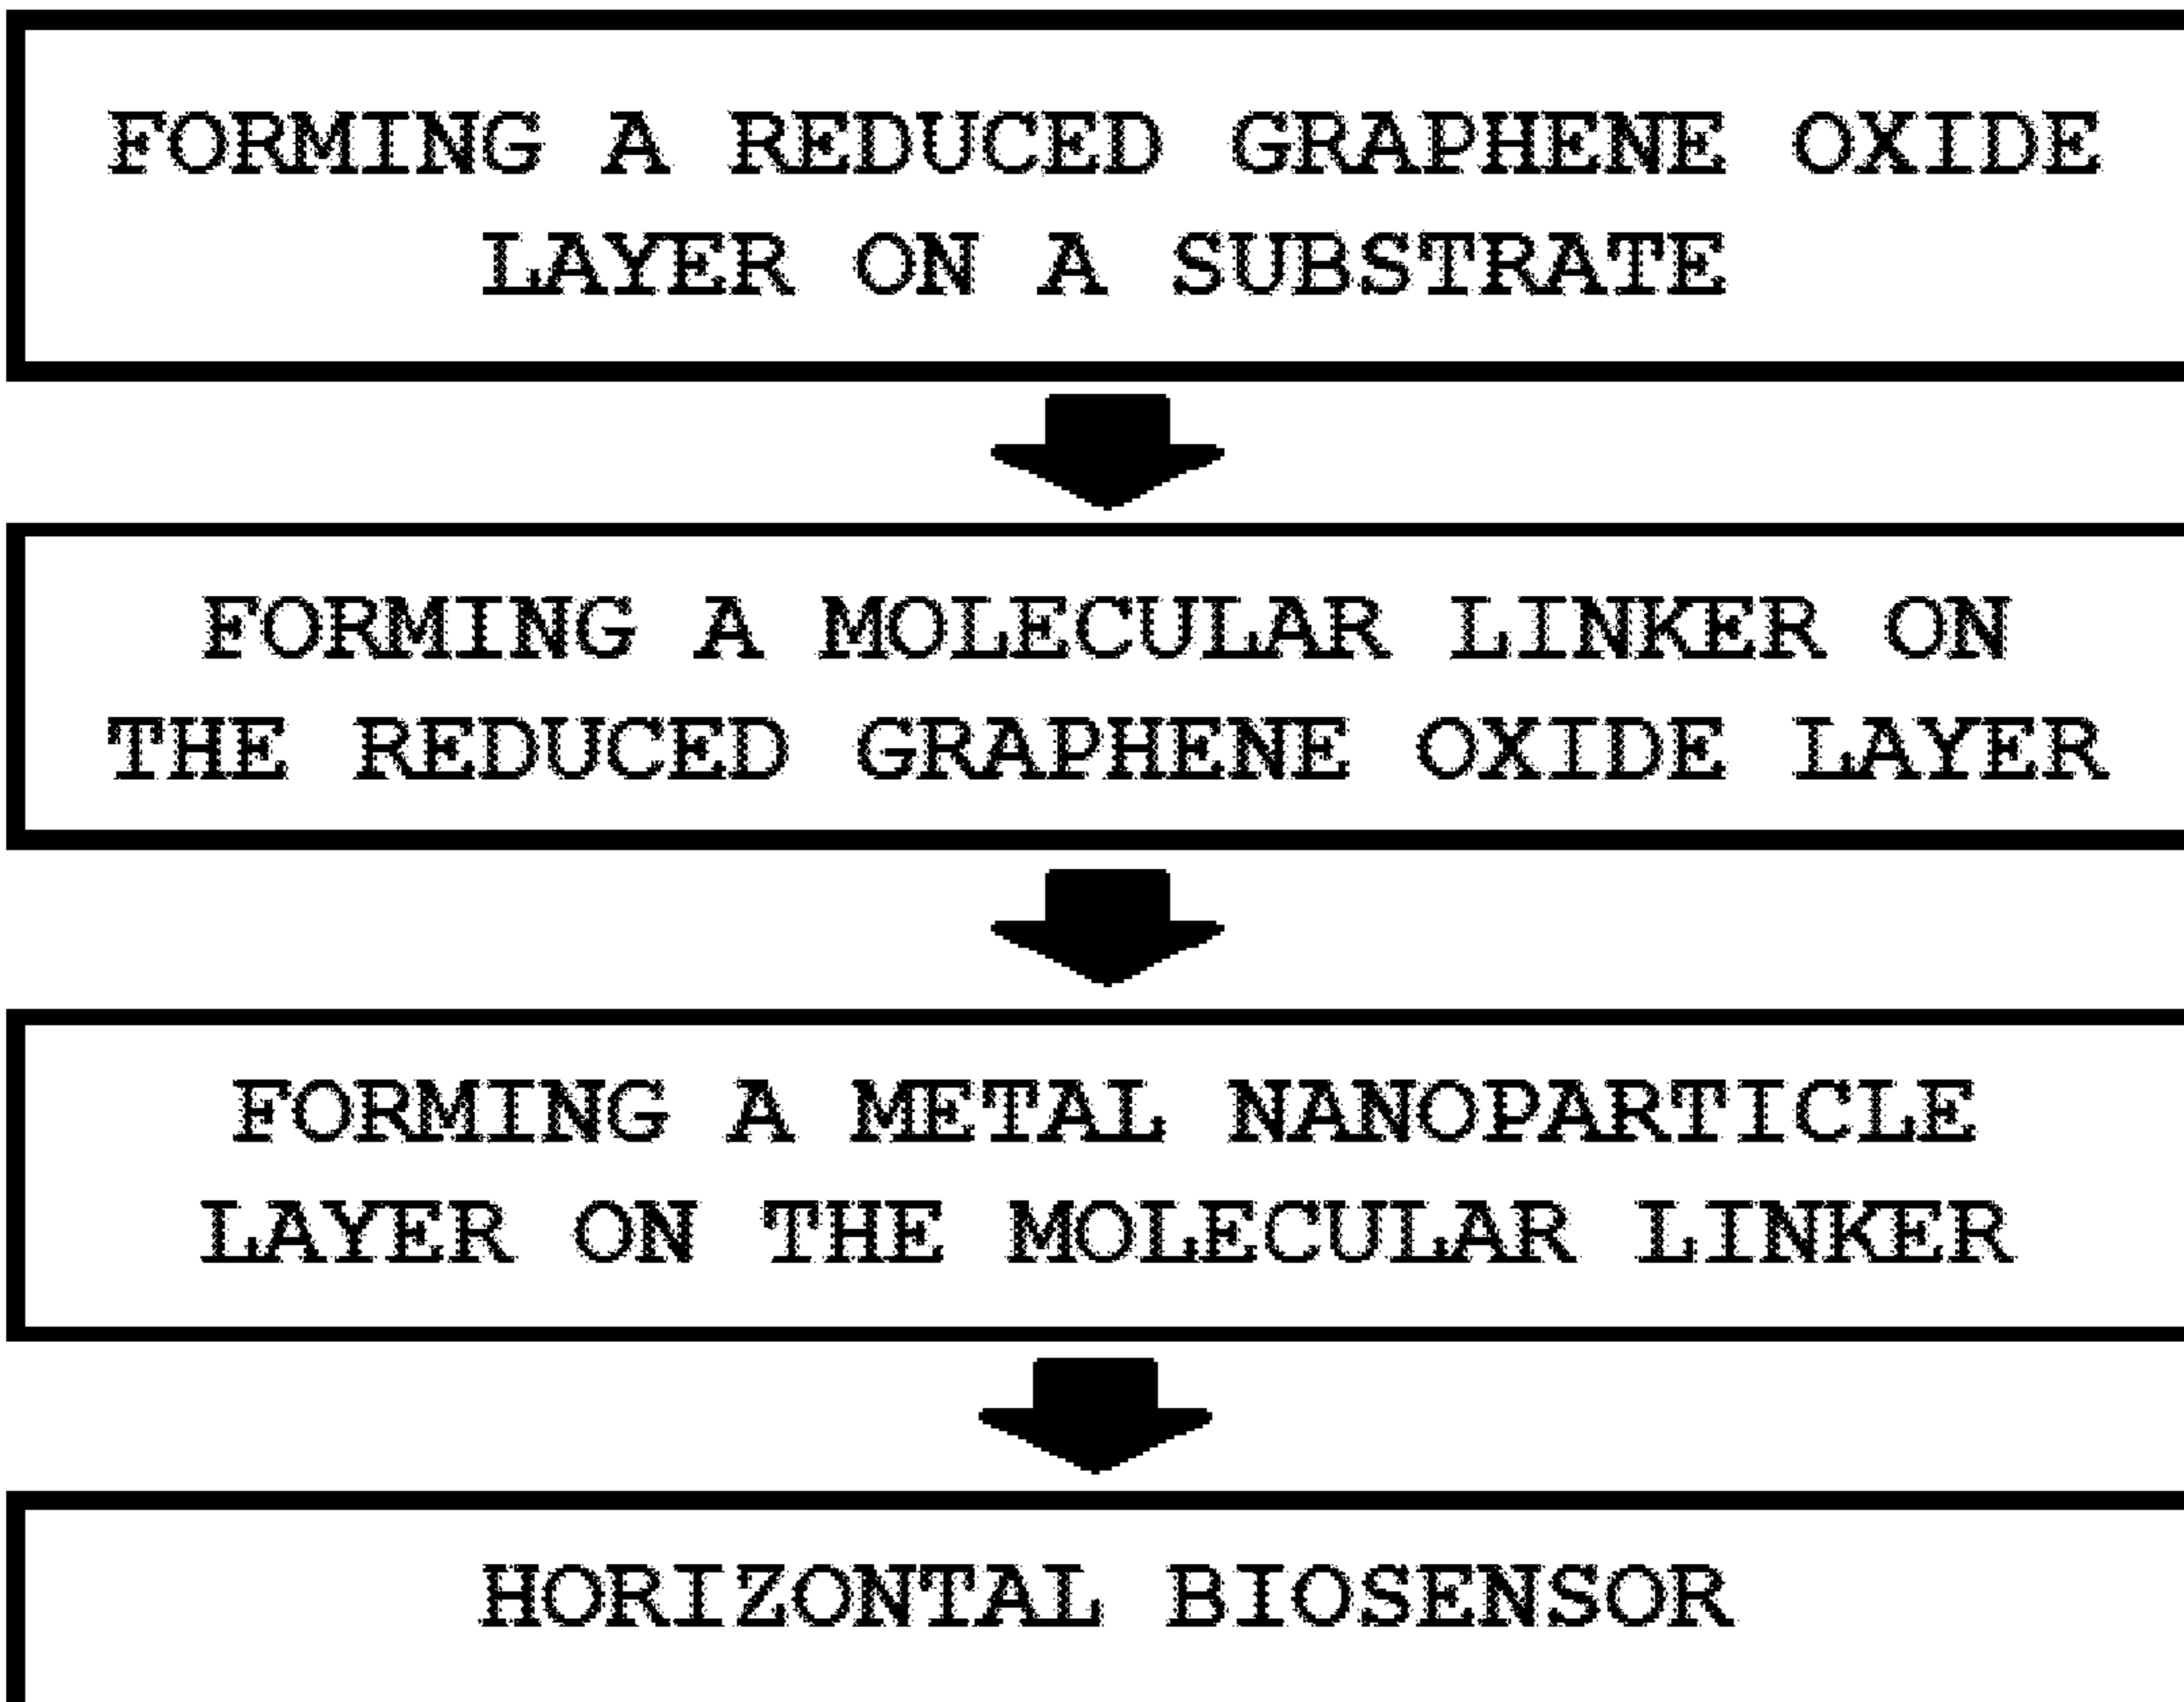 FORMING A REDUCED GRAPHENE OXIDE
LAYER ON A SUBSTRATE
FORMING A MOLECULAR LINKER ON
THE REDUCED GRAPHENE OXIDE LAYER
FORMING A METAL NANOPARTICLE
LAYER ON THE MOLECULAR LINKER
HORIZONTAL BIOSENSOR